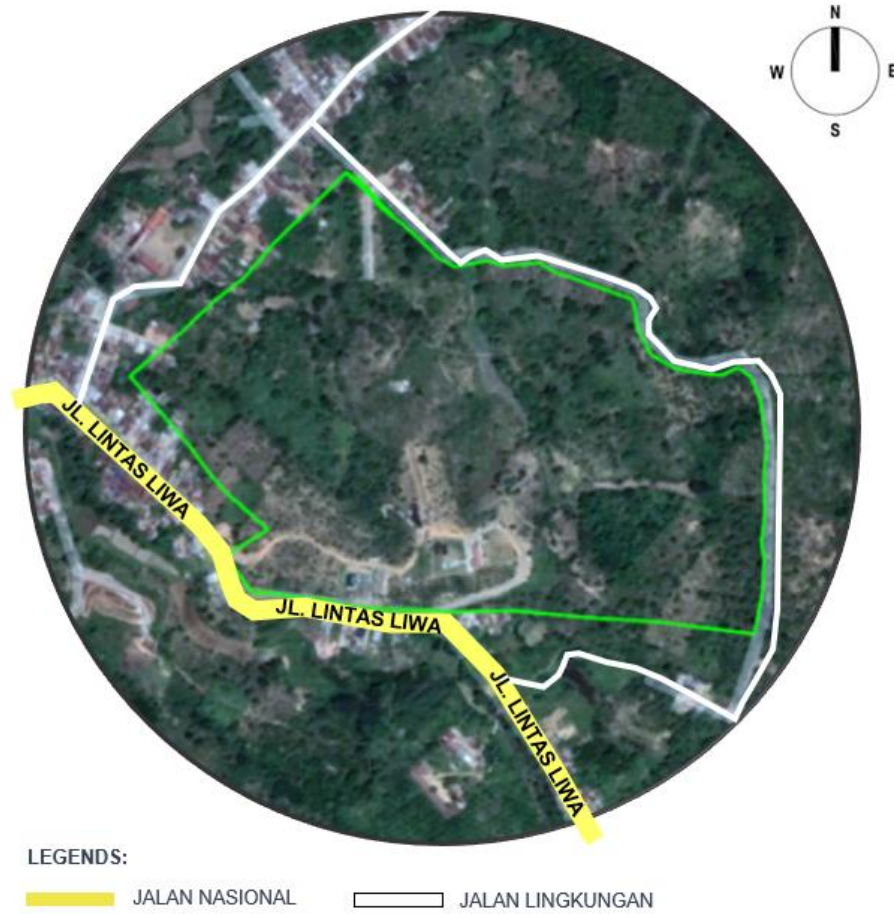 N
W
E
S
JL. LINTAS LIWA
JL. LINTAS LIWA
JL. LINTAS LIWA
LEGENDS:
JALAN NASIONAL
JALAN LINGKUNGAN